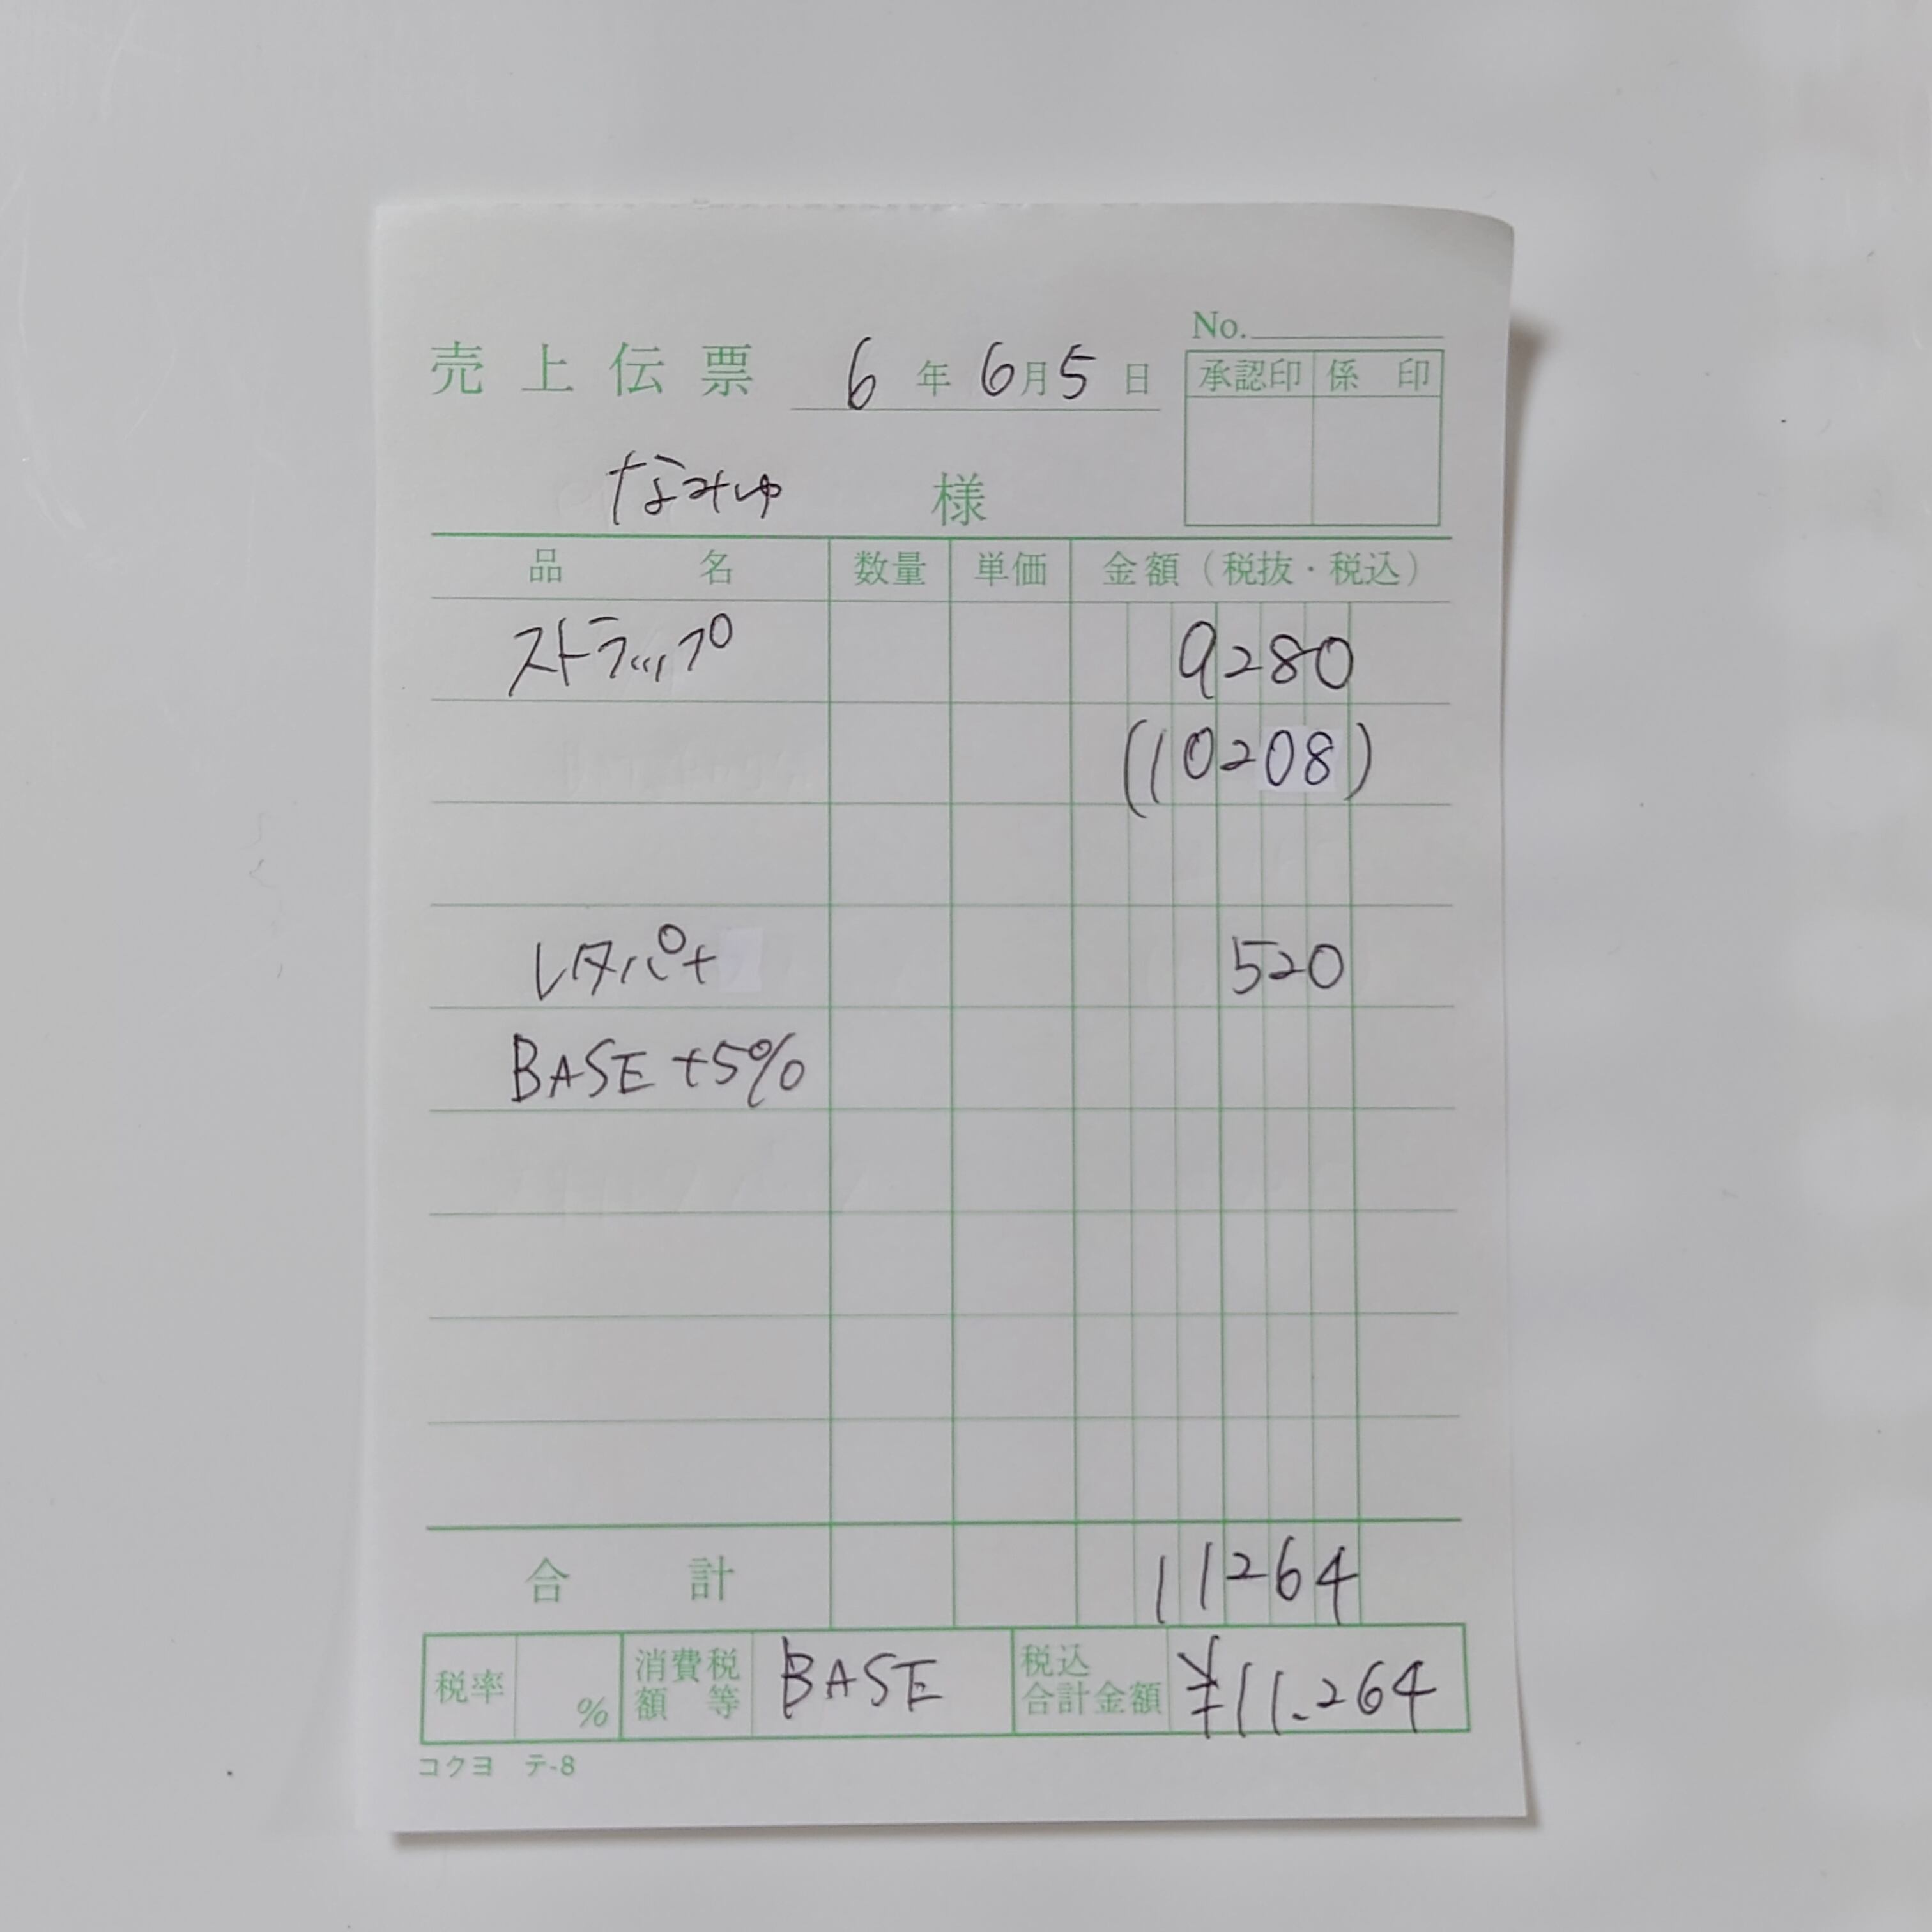 No.
売上伝票 6年6月5日
承認印 係印
なみゆ 様
品名 数量 単価 金額(税抜・税込)
ストラップ 9280
(10208)
レタパ+ 520
BASE +5%
合計 11264
税率 % 消費税額等 BASE 税込合計金額 ¥11.264
コクヨ テ-8